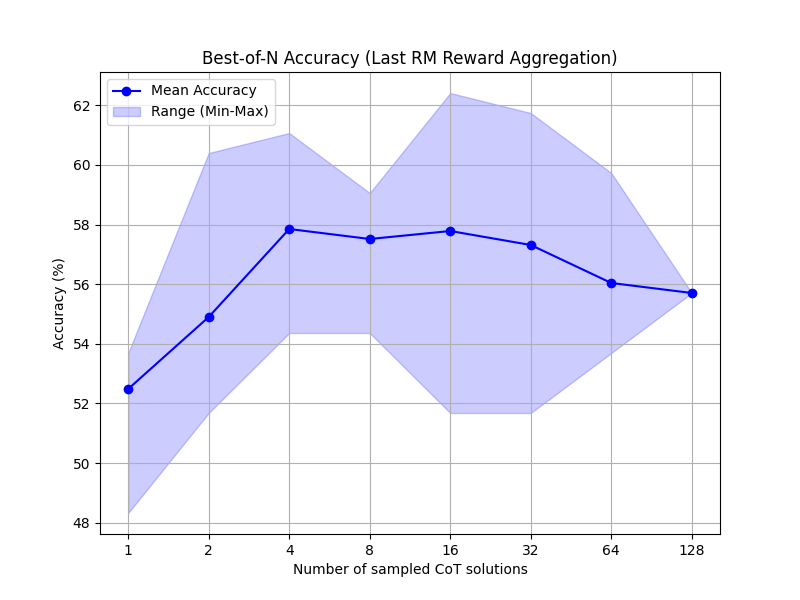 Best-of-N Accuracy (Last RM Reward Aggregation)
Mean Accuracy
Range (Min-Max)
Accuracy (%)
62
60
58
56
54
52
50
48
1 2 4 8 16 32 64 128
Number of sampled CoT solutions